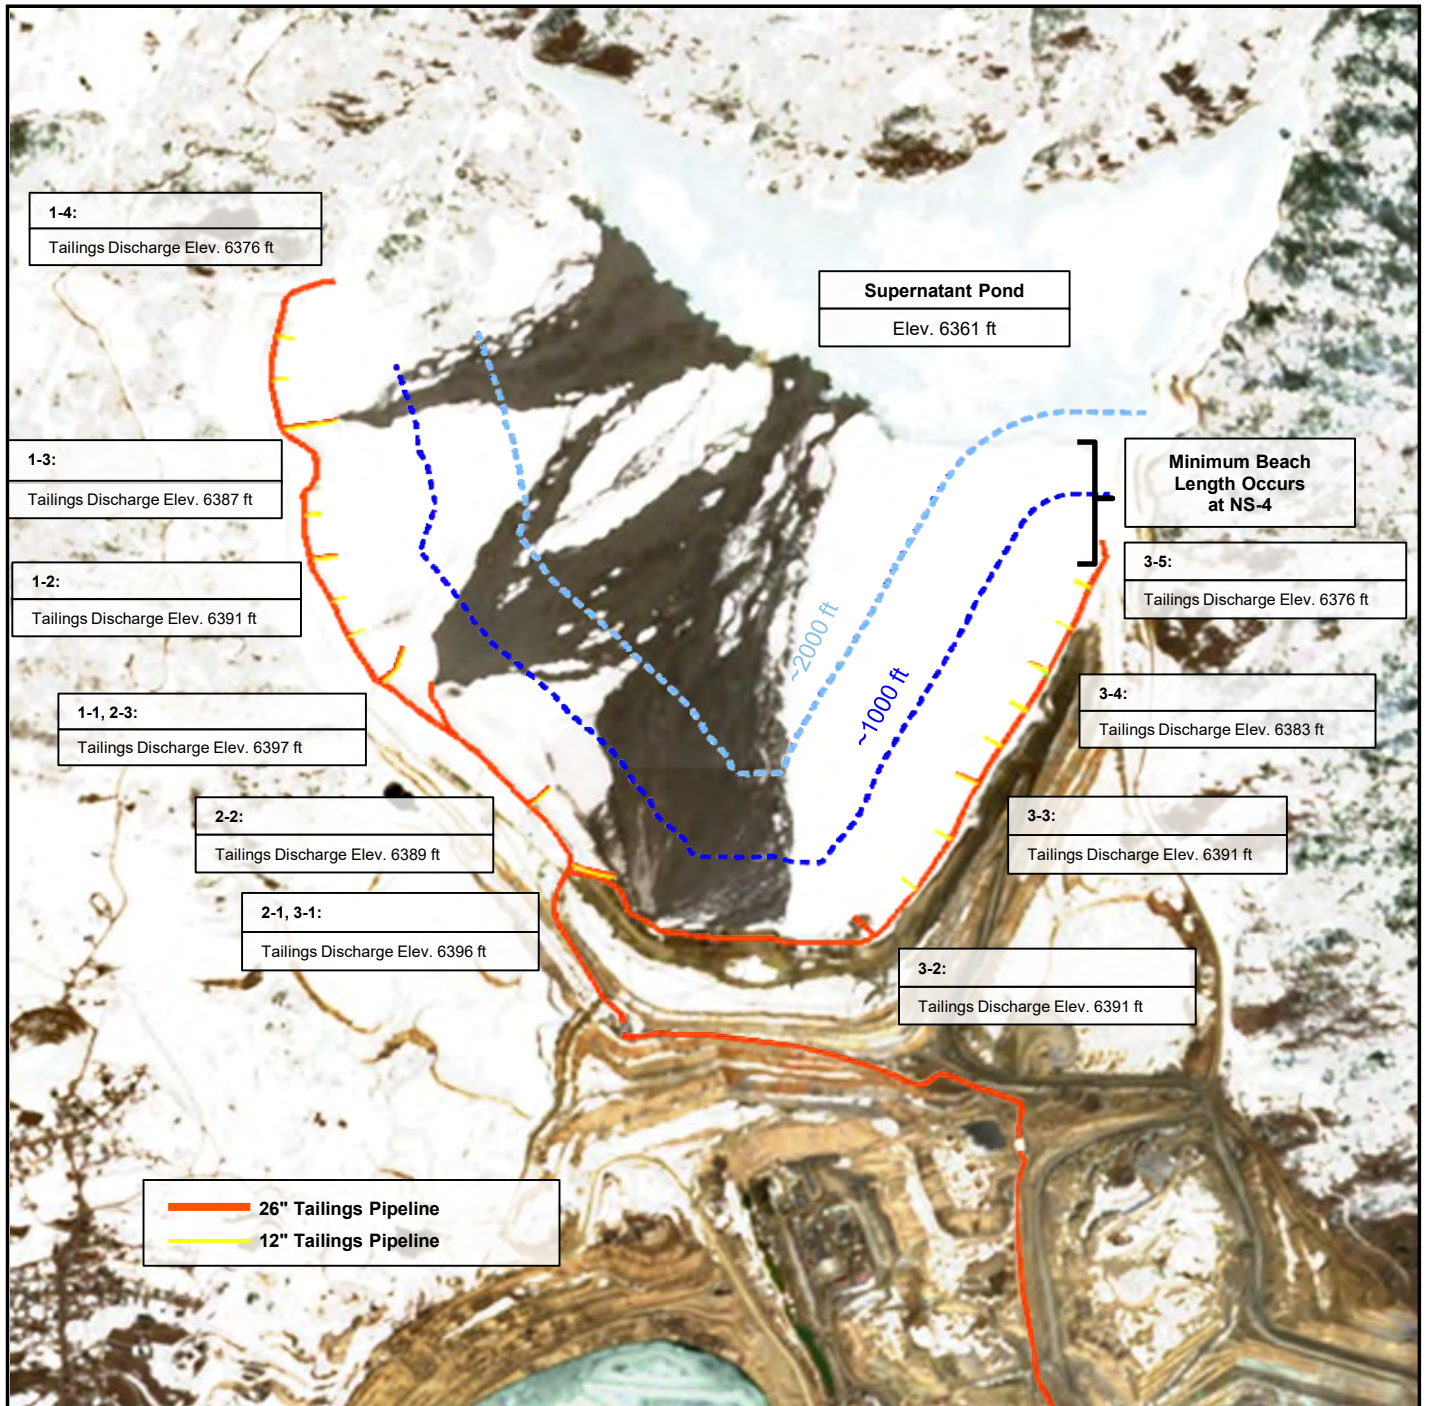 1-4:
Tailings Discharge Elev. 6376 ft
Supernatant Pond
Elev. 6361 ft
1-3:
Tailings Discharge Elev. 6387 ft
Minimum Beach
Length Occurs
at NS-4
1-2:
Tailings Discharge Elev. 6391 ft
3-5:
Tailings Discharge Elev. 6376 ft
~2000 ft
~1000 ft
1-1, 2-3:
Tailings Discharge Elev. 6397 ft
3-4:
Tailings Discharge Elev. 6383 ft
2-2:
Tailings Discharge Elev. 6389 ft
3-3:
Tailings Discharge Elev. 6391 ft
2-1, 3-1:
Tailings Discharge Elev. 6396 ft
3-2:
Tailings Discharge Elev. 6391 ft
26" Tailings Pipeline
12" Tailings Pipeline